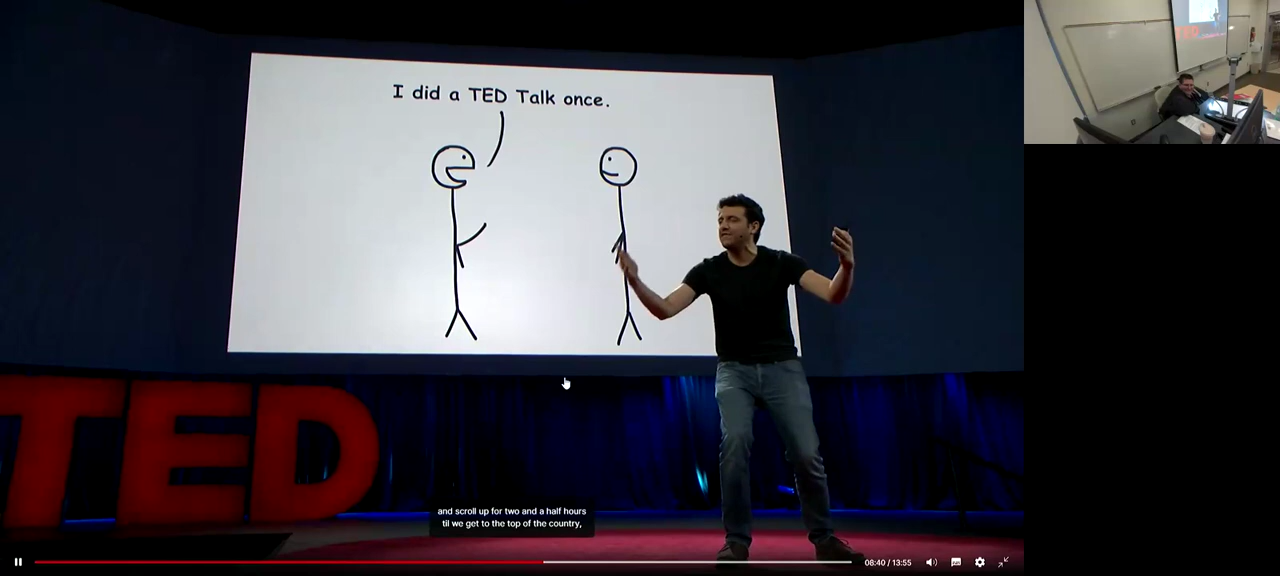 I did a TED Talk once.
TED
and scroll up for two and a half hours
til we get to the top of the country,
08:40 / 13:55
TED